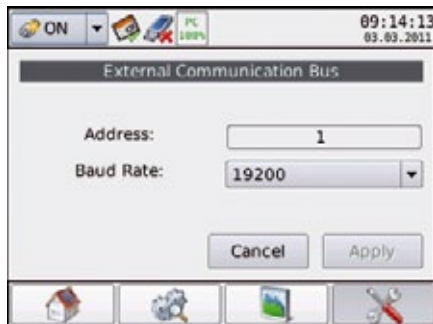 ON
PC
100%
09:14:13
03.03.2011
External Communication Bus
Address:
1
Baud Rate:
19200
Cancel
Apply